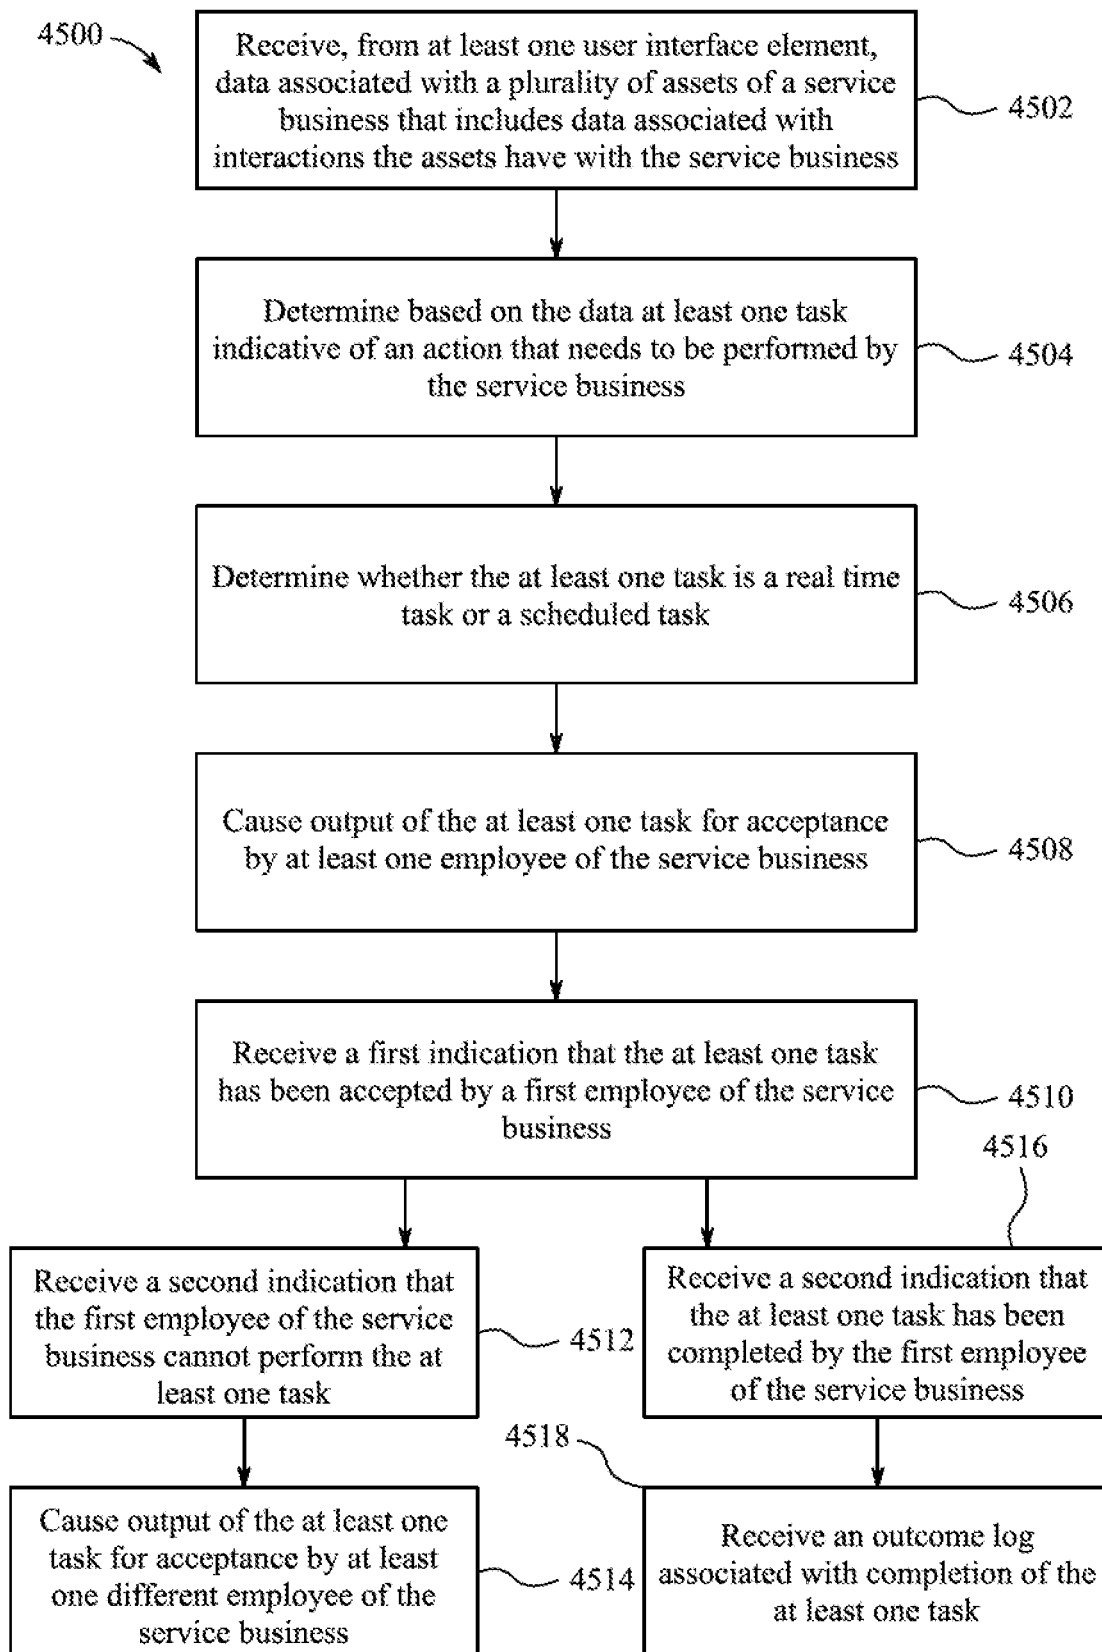 4500
Receive, from at least one user interface element,
data associated with a plurality of assets of a service
business that includes data associated with
interactions the assets have with the service business
4502
Determine based on the data at least one task
indicative of an action that needs to be performed by
the service business
4504
Determine whether the at least one task is a real time
task or a scheduled task
4506
Cause output of the at least one task for acceptance
by at least one employee of the service business
4508
Receive a first indication that the at least one task
has been accepted by a first employee of the service
business
4510
Receive a second indication that
the first employee of the service
business cannot perform the at
least one task
4512
Cause output of the at least one
task for acceptance by at least
one different employee of the
service business
4514
4516
Receive a second indication that
the at least one task has been
completed by the first employee
of the service business
4518
Receive an outcome log
associated with completion of the
at least one task